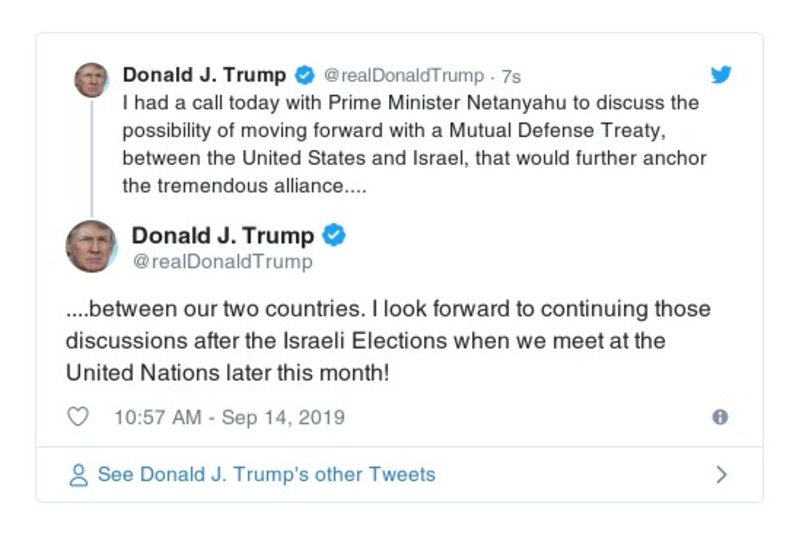 Donald J. Trump @realDonaldTrump · 7s
I had a call today with Prime Minister Netanyahu to discuss the
possibility of moving forward with a Mutual Defense Treaty,
between the United States and Israel, that would further anchor
the tremendous alliance....
Donald J. Trump
@realDonaldTrump
....between our two countries. I look forward to continuing those
discussions after the Israeli Elections when we meet at the
United Nations later this month!
10:57 AM - Sep 14, 2019
See Donald J. Trump's other Tweets